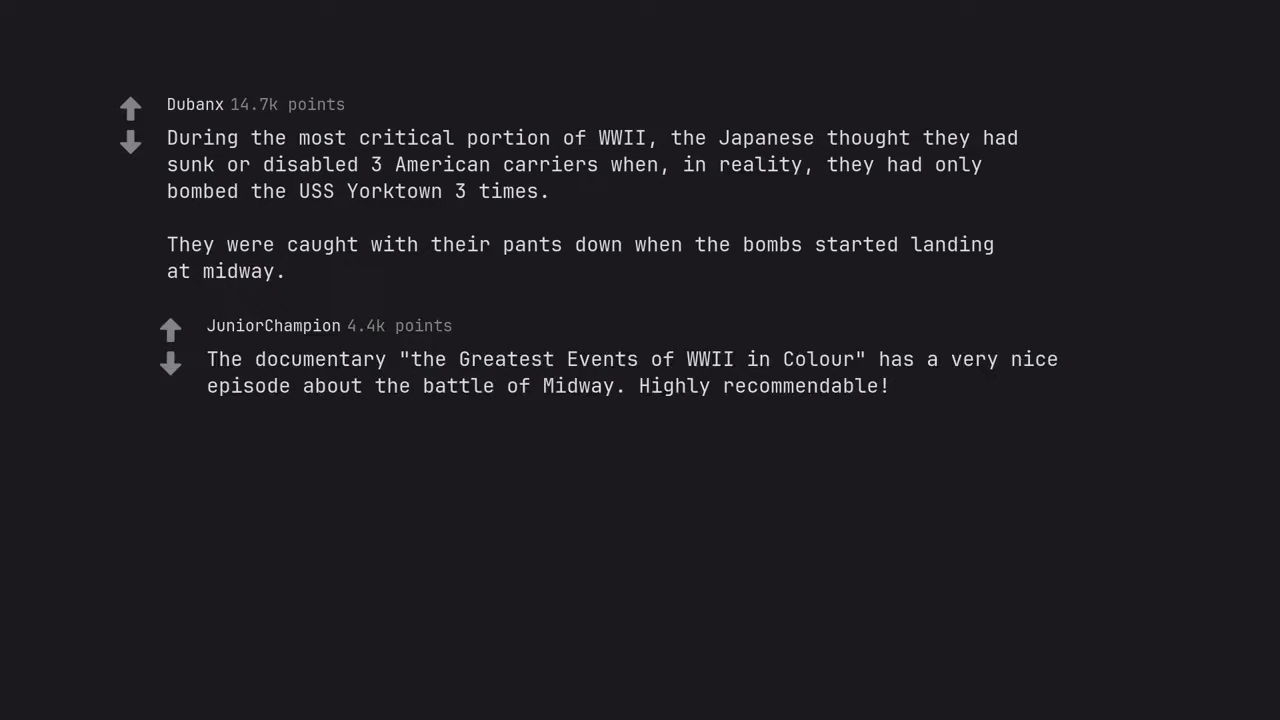 Dubanx 14.7k points
During the most critical portion of WWII, the Japanese thought they had
sunk or disabled 3 American carriers when, in reality, they had only
bombed the USS Yorktown 3 times.
They were caught with their pants down when the bombs started landing
at midway.
JuniorChampion 4.4k points
The documentary "the Greatest Events of WWII in Colour" has a very nice
episode about the battle of Midway. Highly recommendable!